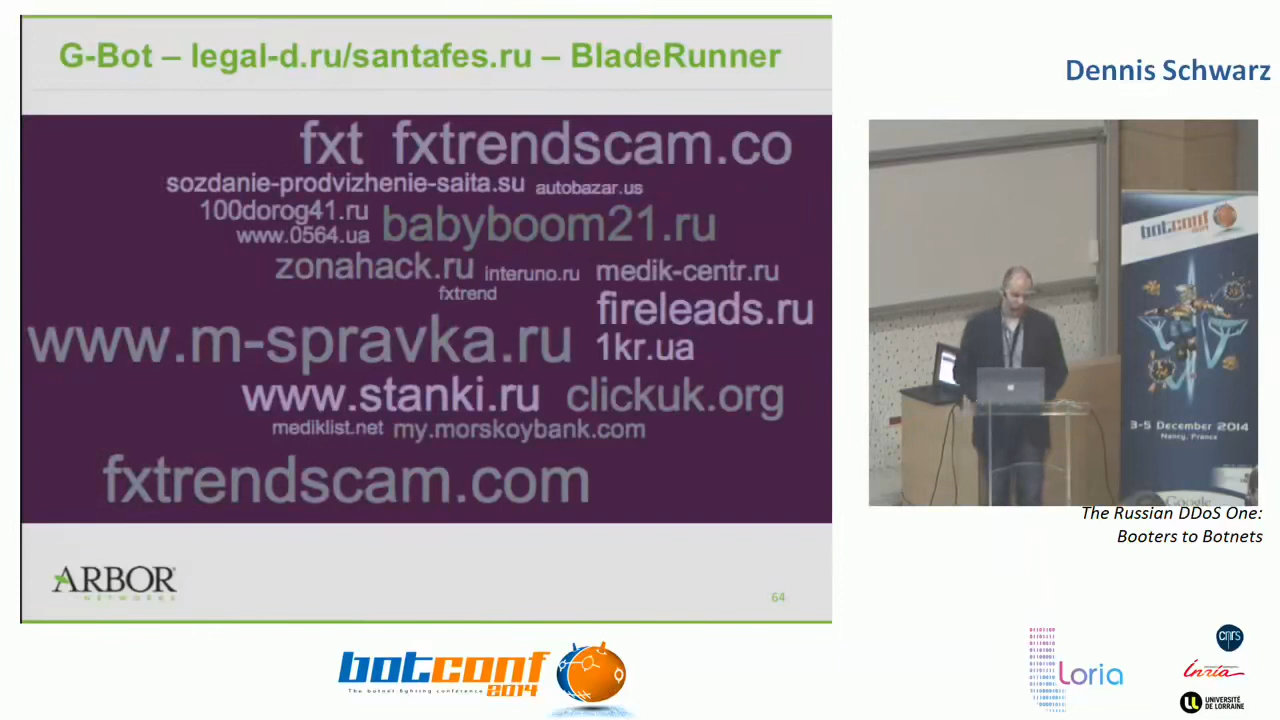 G-Bot – legal-d.ru/santafes.ru – BladeRunner
fxt fxtrendscam.co
sozdanie-prodvizhenie-saita.su autobazar.us
100dorog41.ru babyboom21.ru
www.0564.ua
zonahack.ru interuno.ru medik-centr.ru
fxtrend
fireleads.ru
www.m-spravka.ru 1kr.ua
www.stanki.ru clickuk.org
mediklist.net my.morskoybank.com
fxtrendscam.com
ARBOR
NETWORKS
64
Dennis Schwarz
botconf
2014
3-5 December 2014
Nancy, France
Google
The Russian DDoS One:
Booters to Botnets
botconf
The botnet fighting conference 2014
Loria
cnrs
Inria
UNIVERSITÉ
DE LORRAINE